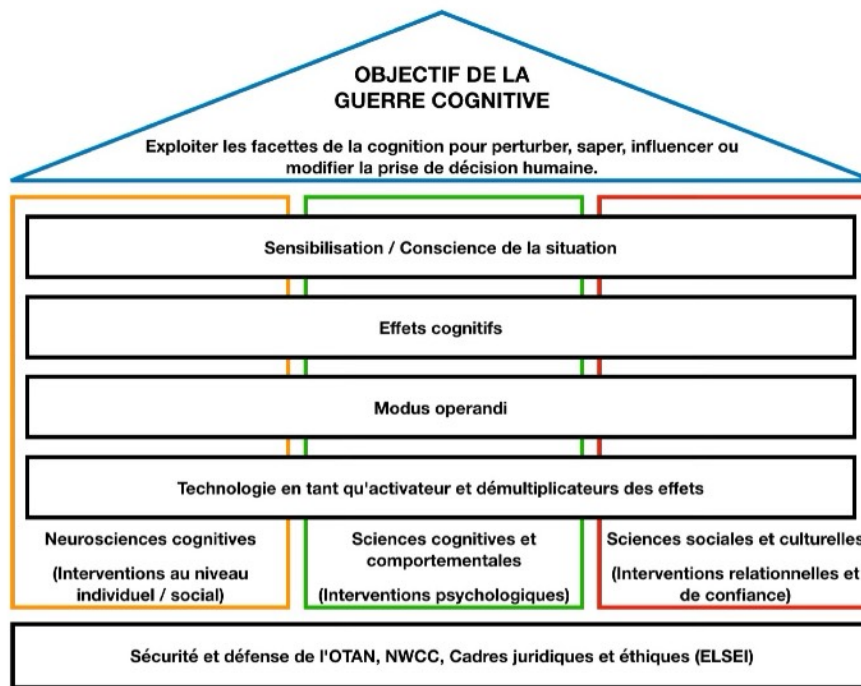 OBJECTIF DE LA
GUERRE COGNITIVE
Exploiter les facettes de la cognition pour perturber, saper, influencer ou
modifier la prise de décision humaine.
Sensibilisation / Conscience de la situation
Effets cognitifs
Modus operandi
Technologie en tant qu'activateur et démultiplicateurs des effets
Neurosciences cognitives
(Interventions au niveau
individuel / social)
Sciences cognitives et
comportementales
(Interventions psychologiques)
Sciences sociales et culturelles
(Interventions relationnelles et
de confiance)
Sécurité et défense de l'OTAN, NWCC, Cadres juridiques et éthiques (ELSEI)